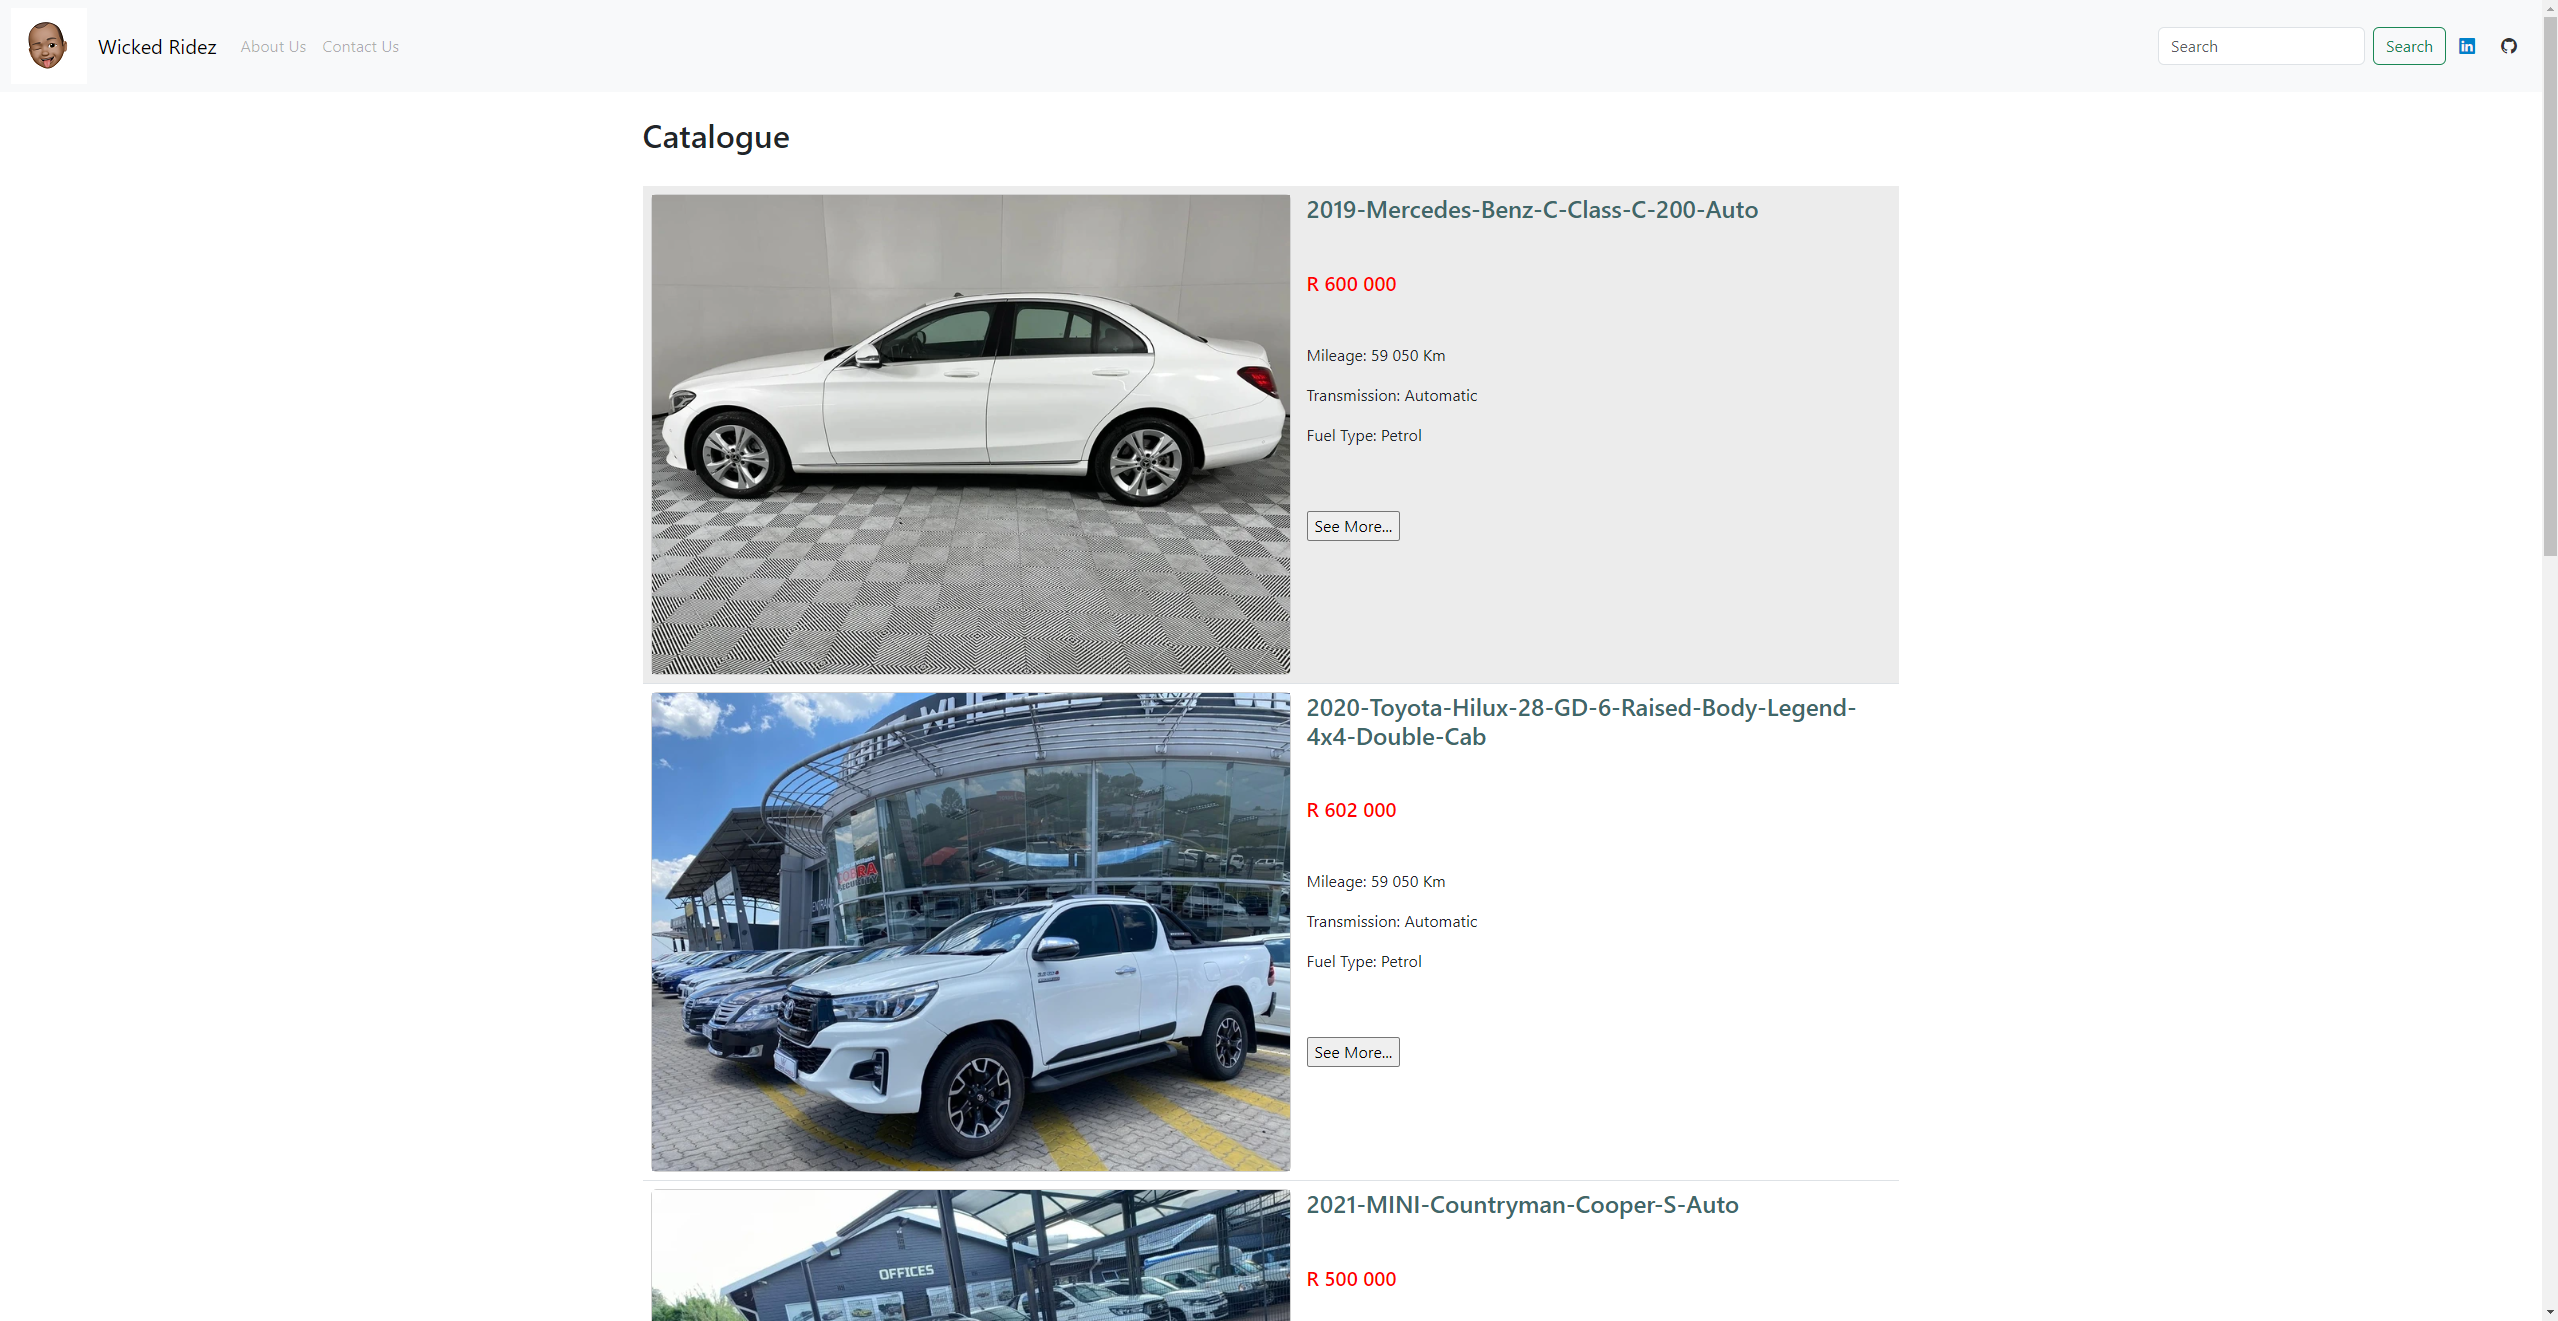 Wicked Ridez About Us Contact Us Search Search
Catalogue
2019-Mercedes-Benz-C-Class-C-200-Auto
R 600 000
Mileage: 59 050 Km
Transmission: Automatic
Fuel Type: Petrol
See More...
2020-Toyota-Hilux-28-GD-6-Raised-Body-Legend-
4x4-Double-Cab
R 602 000
Mileage: 59 050 Km
Transmission: Automatic
Fuel Type: Petrol
See More...
2021-MINI-Countryman-Cooper-S-Auto
R 500 000
OFFICES